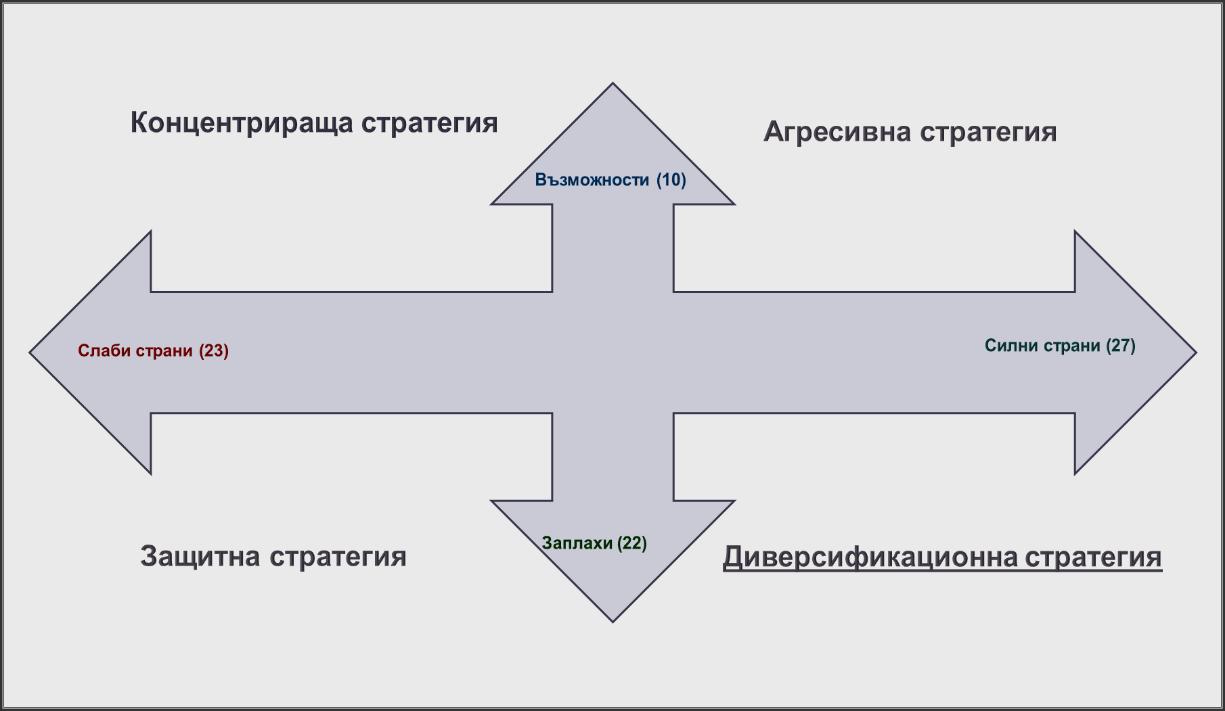 Концентрираща стратегия
Агресивна стратегия
Възможности (10)
Слаби страни (23)
Силни страни (27)
Заплахи (22)
Защитна стратегия
Диверсификационна стратегия